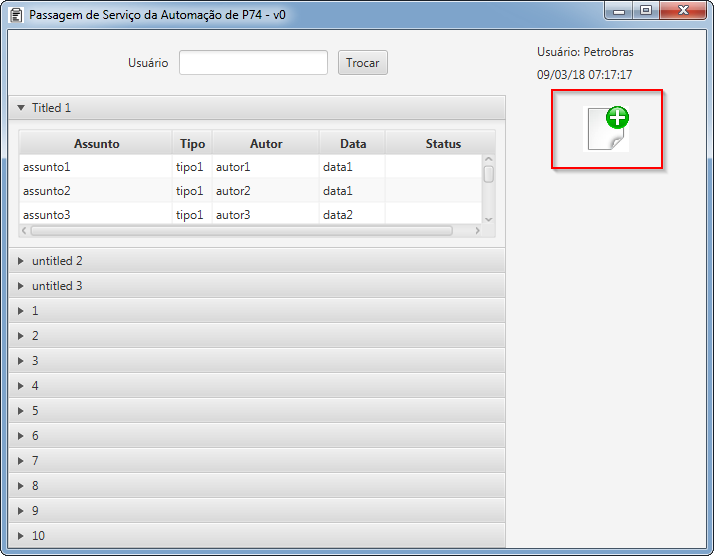 Passagem de Serviço da Automação de P74 - v0
Usuário Trocar
Usuário: Petrobras
09/03/18 07:17:17
Titled 1
Assunto Tipo Autor Data Status
assunto1 tipo1 autor1 data1
assunto2 tipo1 autor2 data1
assunto3 tipo1 autor3 data2
untitled 2
untitled 3
1
2
3
4
5
6
7
8
9
10